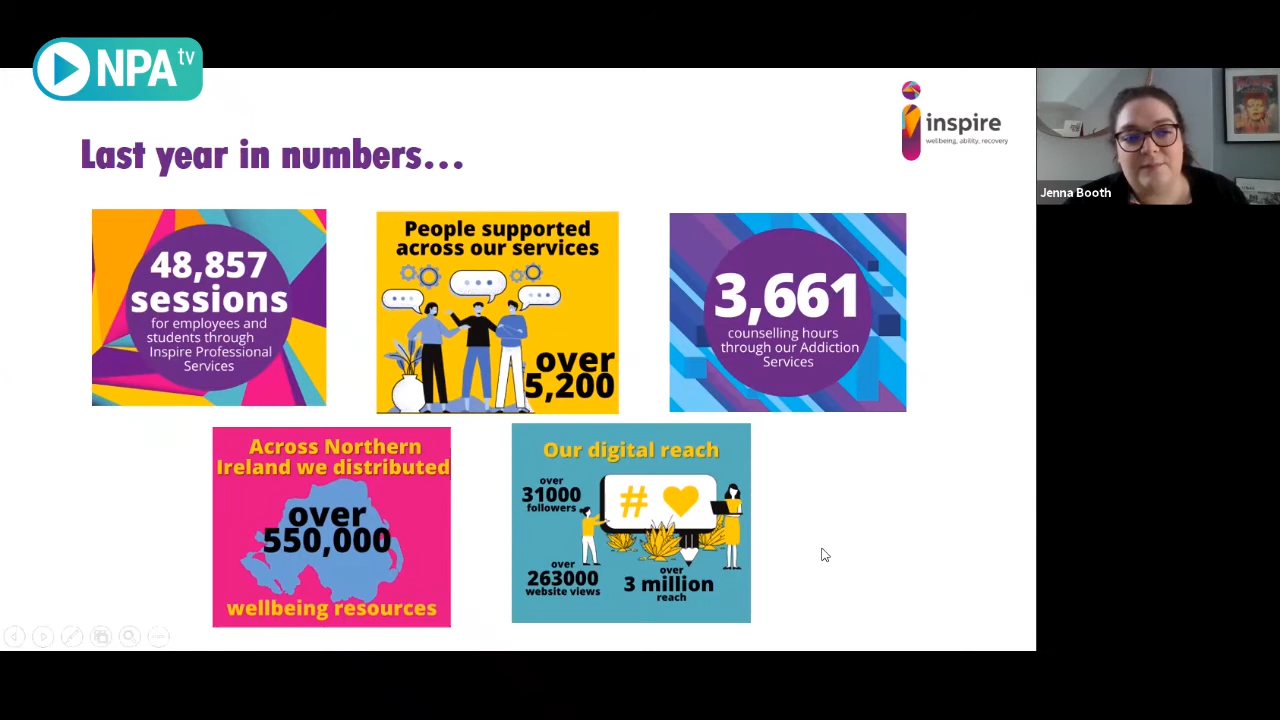 NPA tv
inspire
wellbeing, ability, recovery
Last year in numbers...
Jenna Booth
48,857
sessions
for employees and
students through
Inspire Professional
Services
People supported
across our services
over
5,200
3,661
counselling hours
through our Addiction
Services
Across Northern
Ireland we distributed
over
550,000
wellbeing resources
Our digital reach
over
31000
followers
#
over
263000
website views
over
3 million
reach